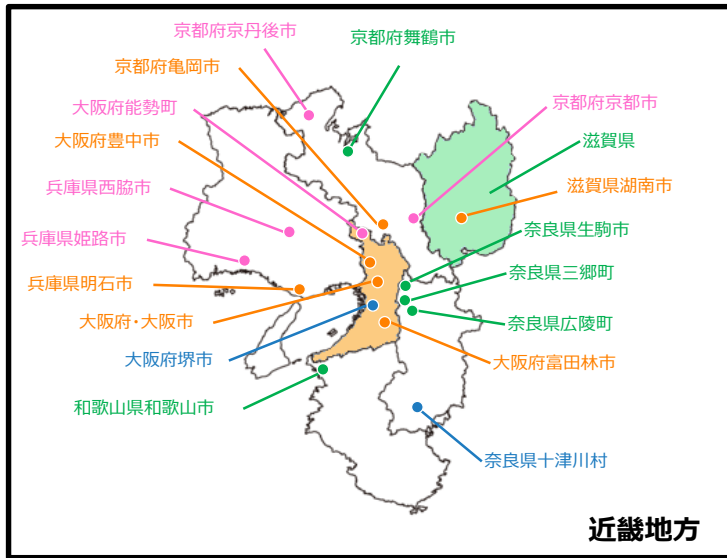 京都府京丹後市
京都府舞鶴市
京都府亀岡市
大阪府能勢町
京都府京都市
大阪府豊中市
滋賀県
兵庫県西脇市
滋賀県湖南市
兵庫県姫路市
奈良県生駒市
兵庫県明石市
奈良県三郷町
大阪府・大阪市
奈良県広陵町
大阪府堺市
大阪府富田林市
和歌山県和歌山市
奈良県十津川村
近畿地方